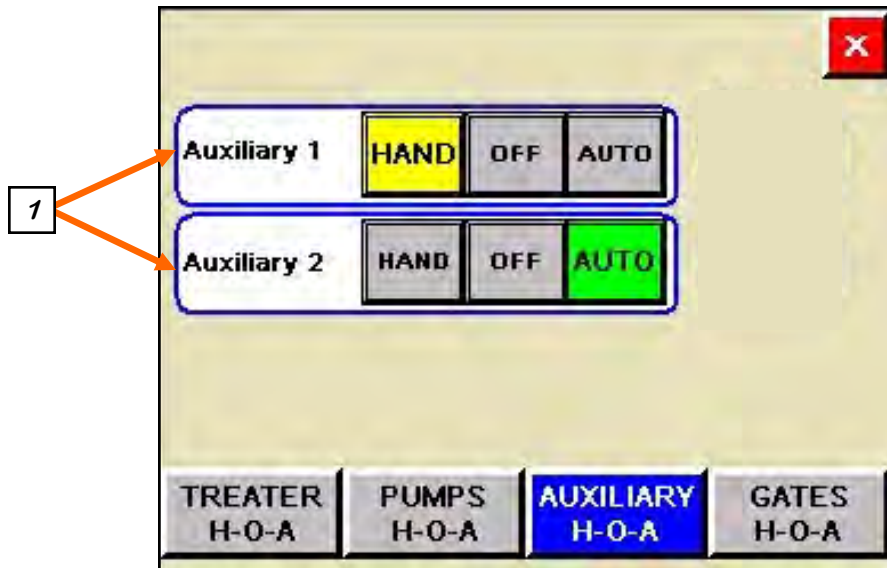 X
1
Auxiliary 1 HAND OFF AUTO
Auxiliary 2 HAND OFF AUTO
TREATER PUMPS AUXILIARY GATES
H-O-A H-O-A H-O-A H-O-A